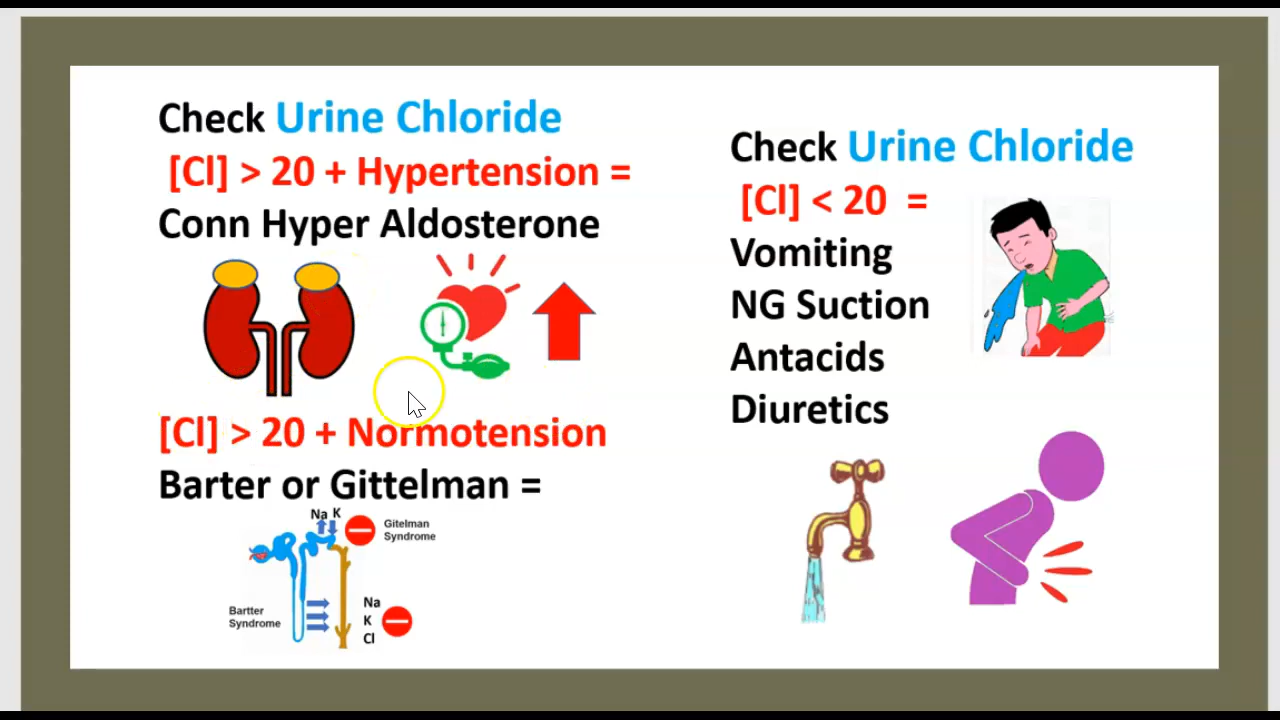 Check Urine Chloride
[Cl] > 20 + Hypertension =
Conn Hyper Aldosterone
[Cl] > 20 + Normotension
Barter or Gittelman =
Na K
Gitelman
Syndrome
Bartter
Syndrome
Na
K
Cl
Check Urine Chloride
[Cl] < 20 =
Vomiting
NG Suction
Antacids
Diuretics